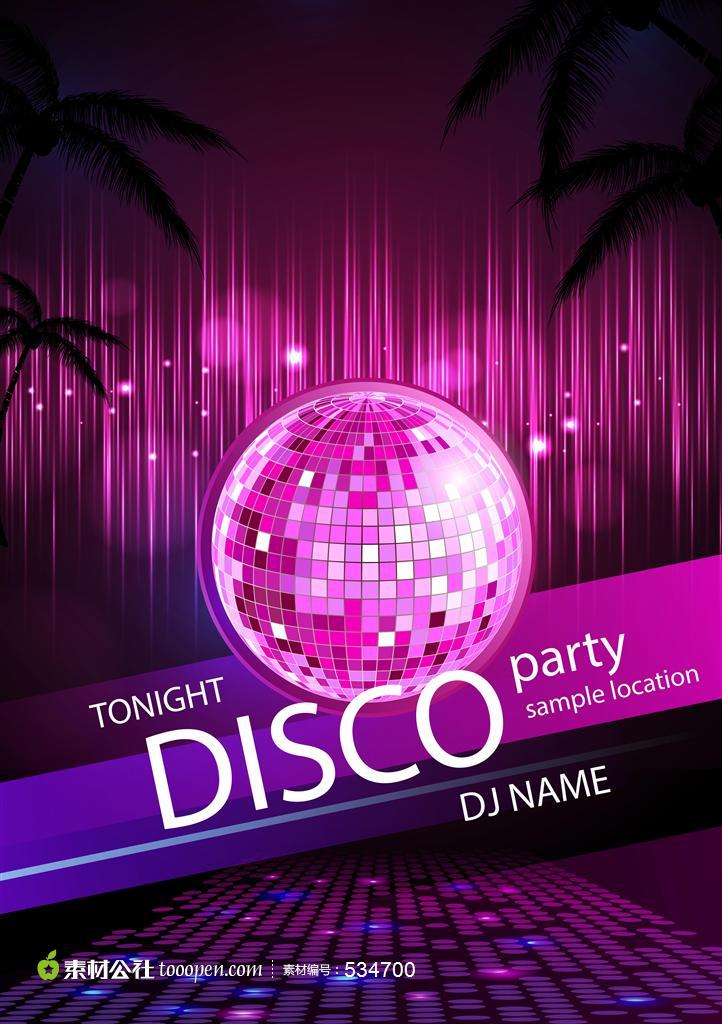 TONIGHT
DISCO
party
sample location
DJ NAME
素材公社 tooopen.com 素材编号：534700